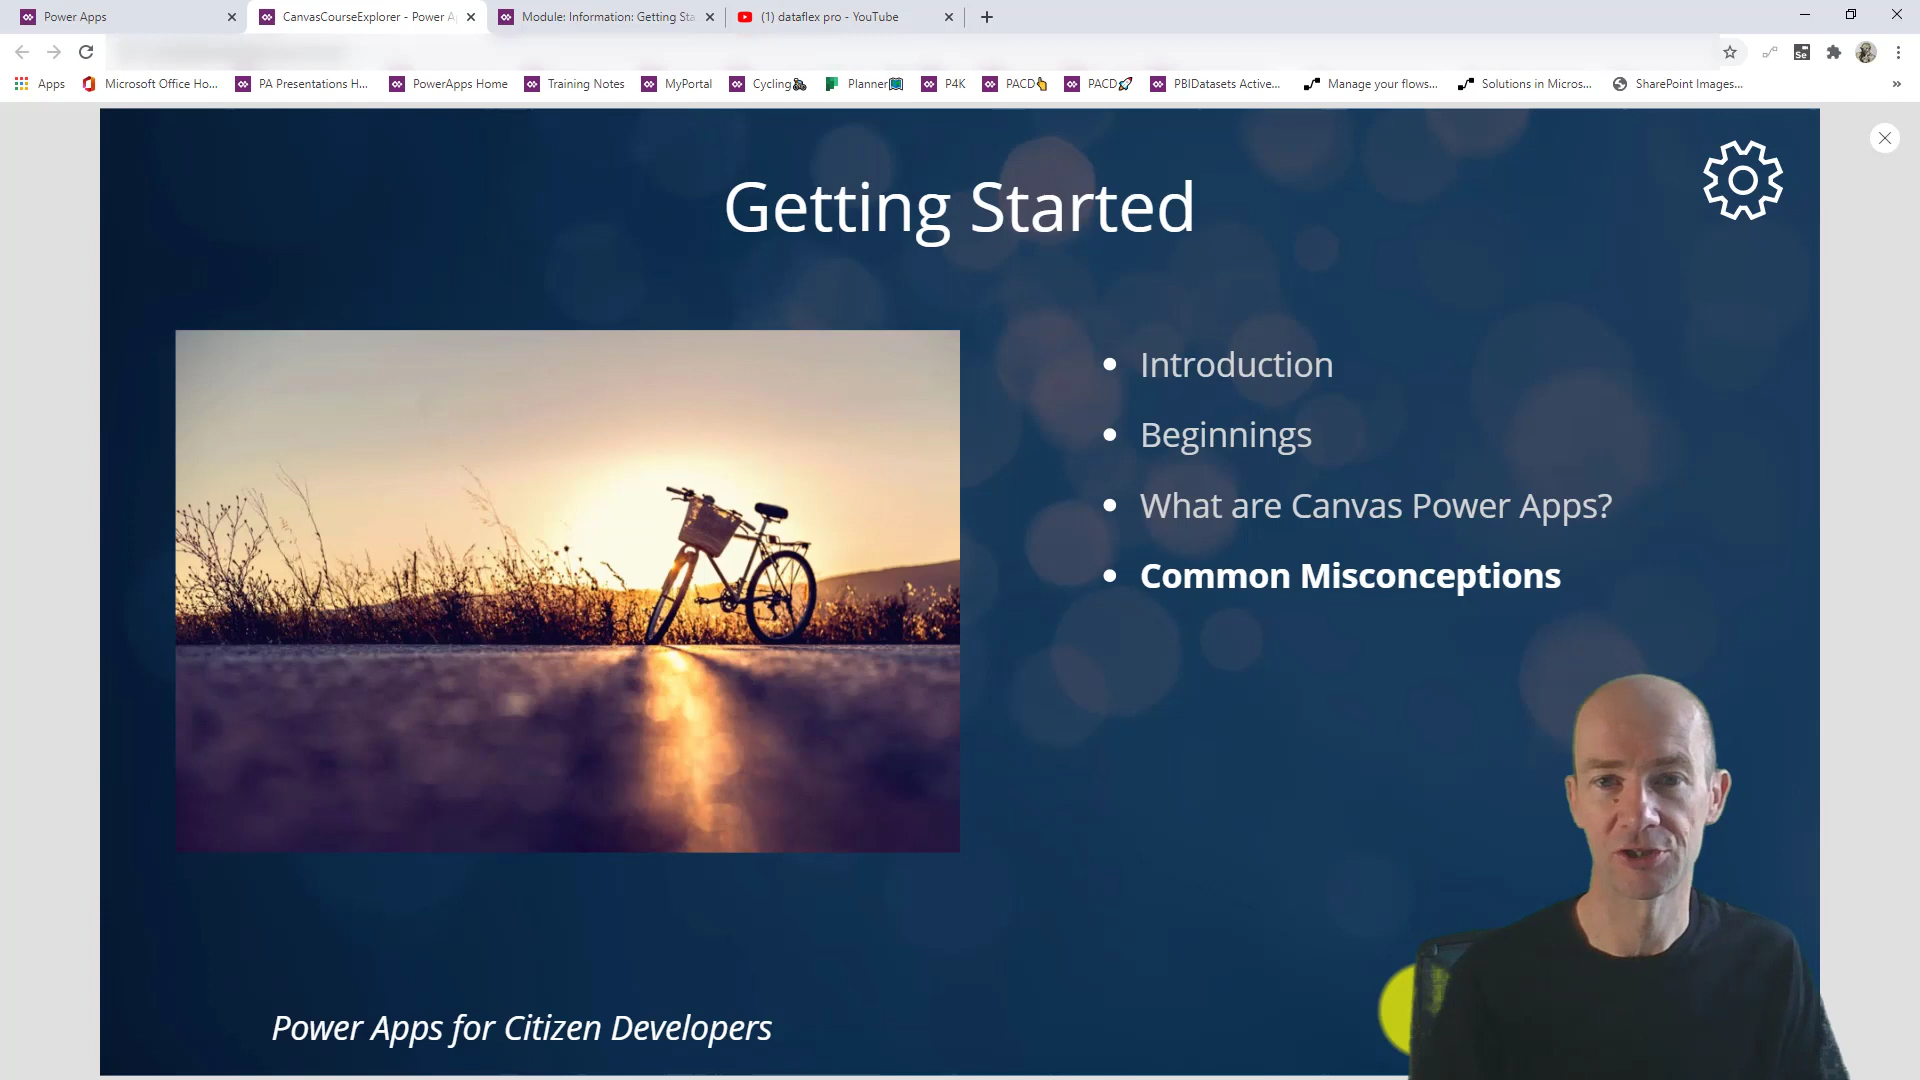 Power Apps
CanvasCourseExplorer - Power A
Module: Information: Getting Sta
(1) dataflex pro - YouTube
Apps
Microsoft Office Ho...
PA Presentations H...
PowerApps Home
Training Notes
MyPortal
Cycling
Planner
P4K
PACD
PACD
PBIDatasets Active...
Manage your flows...
Solutions in Micros...
SharePoint Images...
Getting Started
Introduction
Beginnings
What are Canvas Power Apps?
Common Misconceptions
Power Apps for Citizen Developers